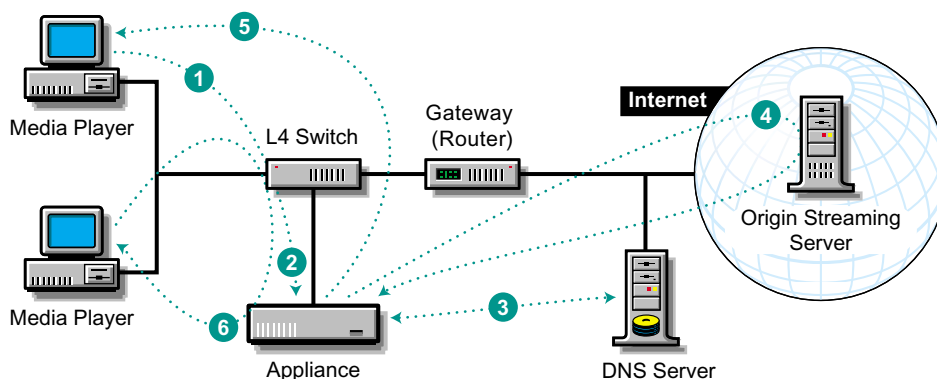 5
1
Media Player
L4 Switch
Gateway
(Router)
Internet
4
Origin Streaming
Server
2
3
Media Player
6
Appliance
DNS Server